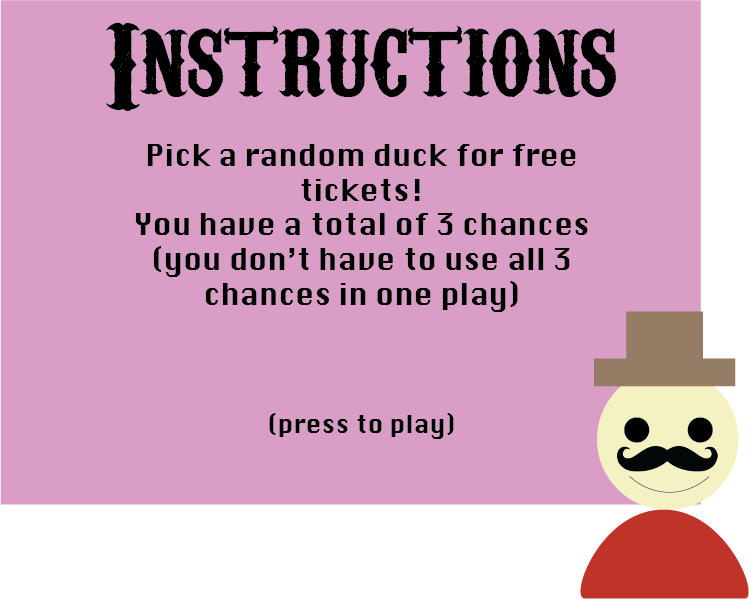 Instructions
Pick a random duck for free
tickets!
You have a total of 3 chances
(you don't have to use all 3
chances in one play)
(press to play)